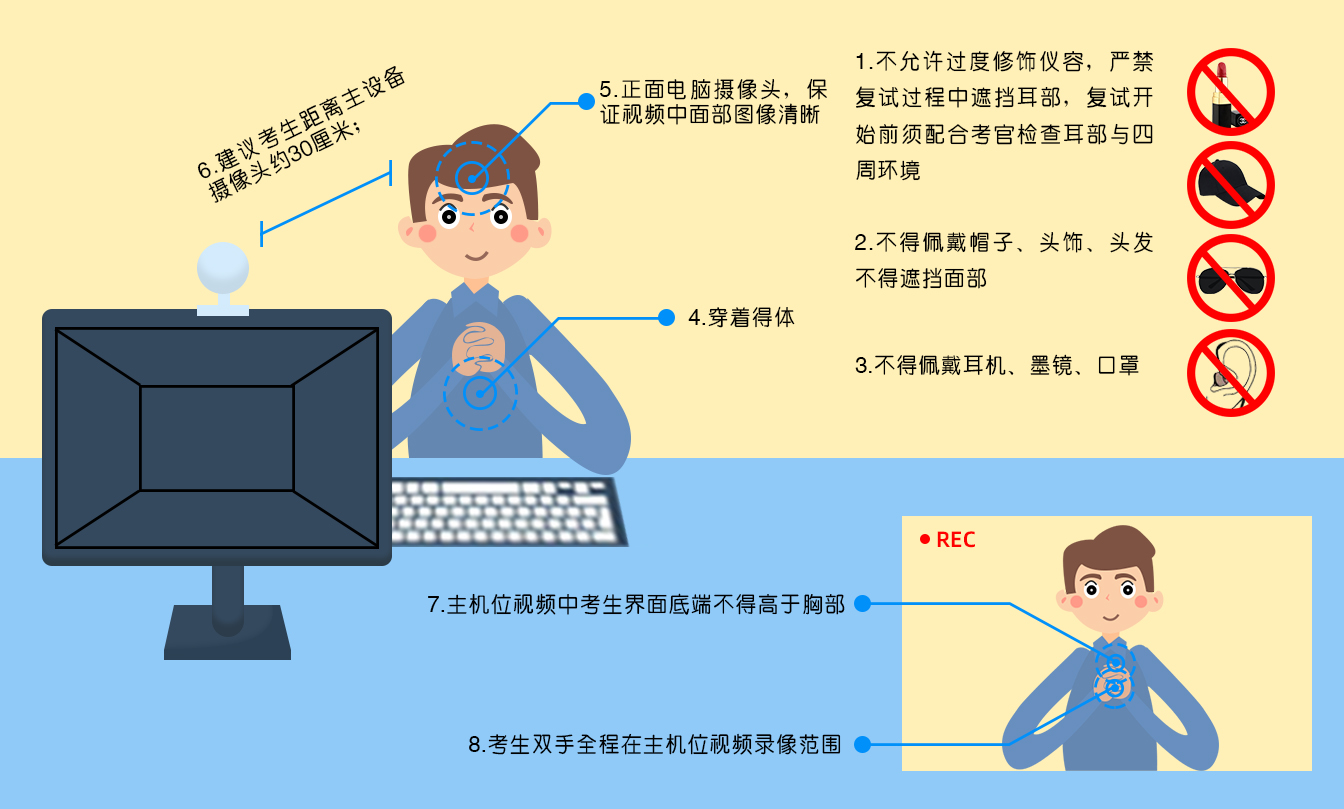 1.不允许过度修饰仪容，严禁
复试过程中遮挡耳部，复试开
始前须配合考官检查耳部与四
周环境
2.不得佩戴帽子、头饰、头发
不得遮挡面部
3.不得佩戴耳机、墨镜、口罩
4.穿着得体
5.正面电脑摄像头，保
证视频中面部图像清晰
6.建议考生距离主设备
摄像头约30厘米；
REC
7.主机位视频中考生界面底端不得高于胸部
8.考生双手全程在主机位视频录像范围